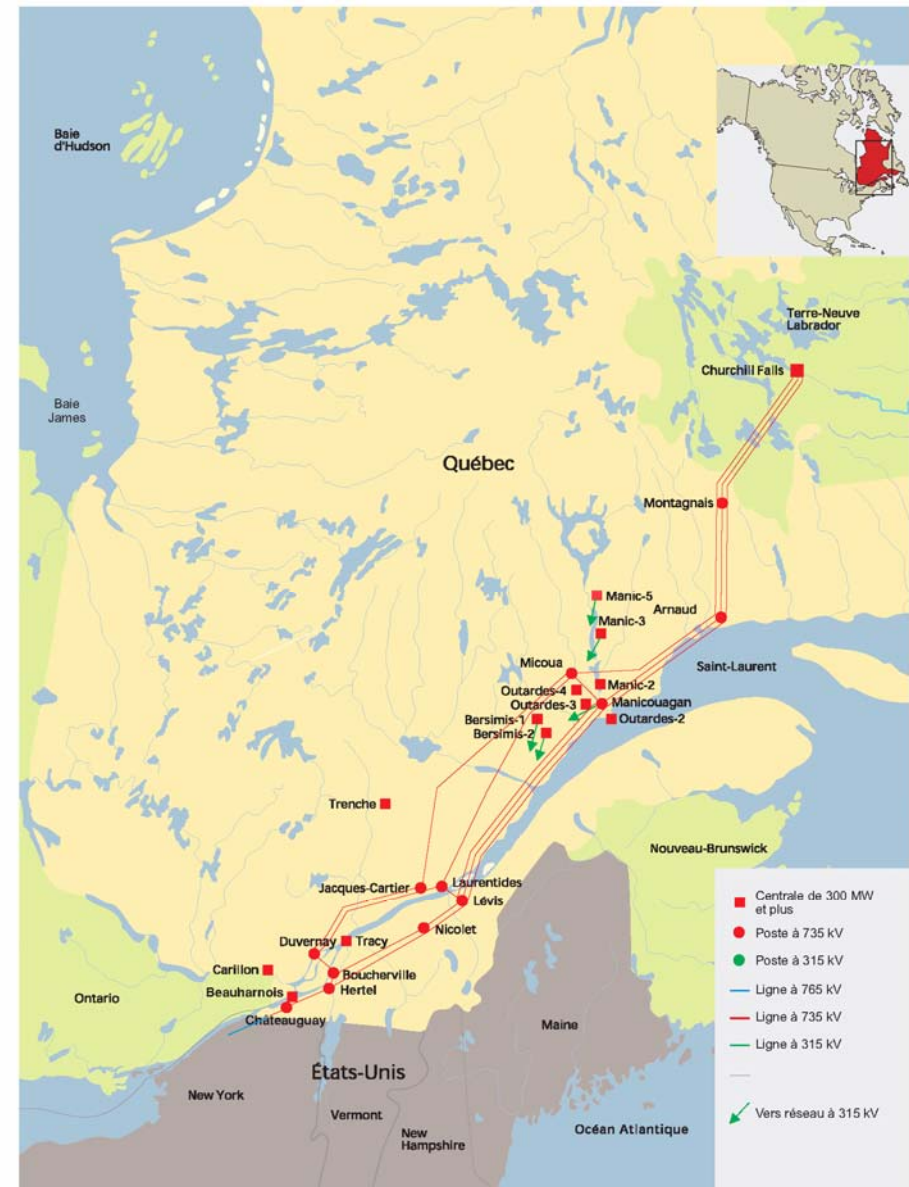 Baie
d'Hudson
Terre-Neuve
Labrador
Churchill Falls
Baie
James
Québec
Montagnais
Manic-5
Arnaud
Manic-3
Micoua
Saint-Laurent
Manic-2
Outardes-4
Outardes-3
Manicouagan
Bersimis-1
Outardes-2
Bersimis-2
Trenche
Nouveau-Brunswick
Jacques-Cartier
Laurentides
Lévis
Nicolet
Duvernay
Tracy
Carillon
Boucherville
Beauharnois
Hertel
Ontario
Châteauguay
Maine
États-Unis
New York
Vermont
New
Hampshire
Océan Atlantique
Centrale de 300 MW
et plus
Poste à 735 kV
Poste à 315 kV
Ligne à 765 kV
Ligne à 735 kV
Ligne à 315 kV
Vers réseau à 315 kV